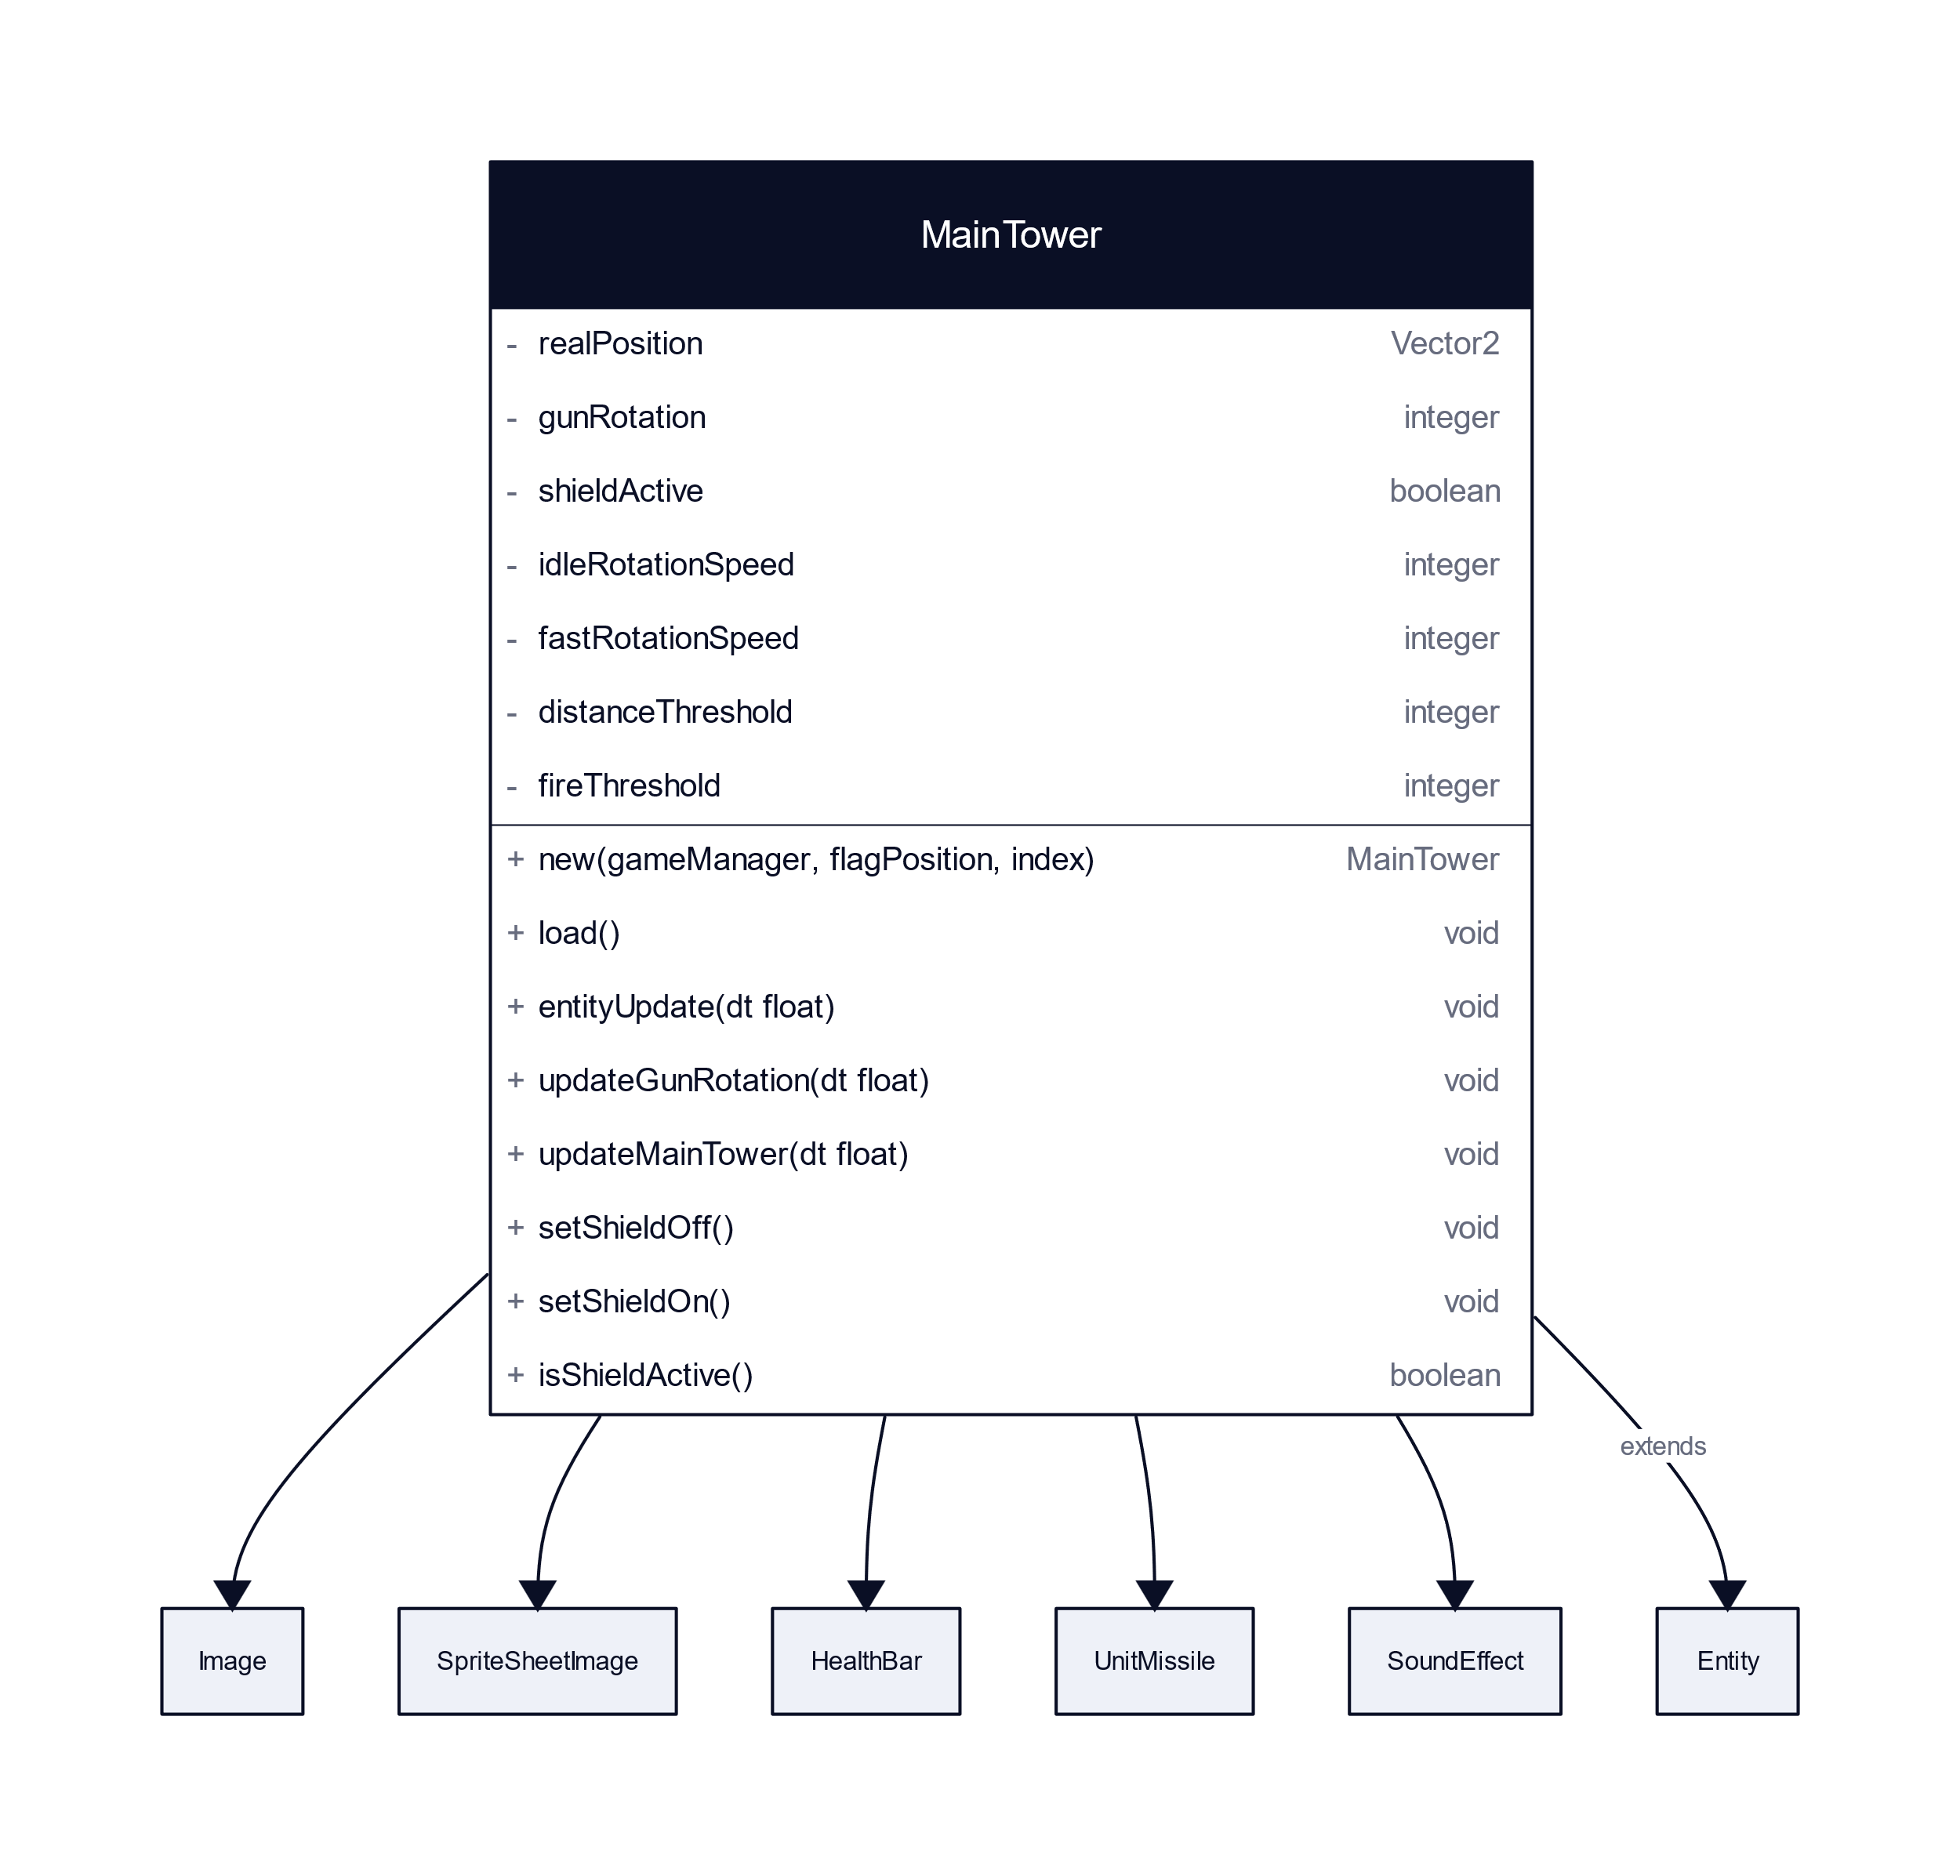 MainTower
- realPosition Vector2
- gunRotation integer
- shieldActive boolean
- idleRotationSpeed integer
- fastRotationSpeed integer
- distanceThreshold integer
- fireThreshold integer
+ new(gameManager, flagPosition, index) MainTower
+ load() void
+ entityUpdate(dt float) void
+ updateGunRotation(dt float) void
+ updateMainTower(dt float) void
+ setShieldOff() void
+ setShieldOn() void
+ isShieldActive() boolean
extends
Image SpriteSheetImage HealthBar UnitMissile SoundEffect Entity